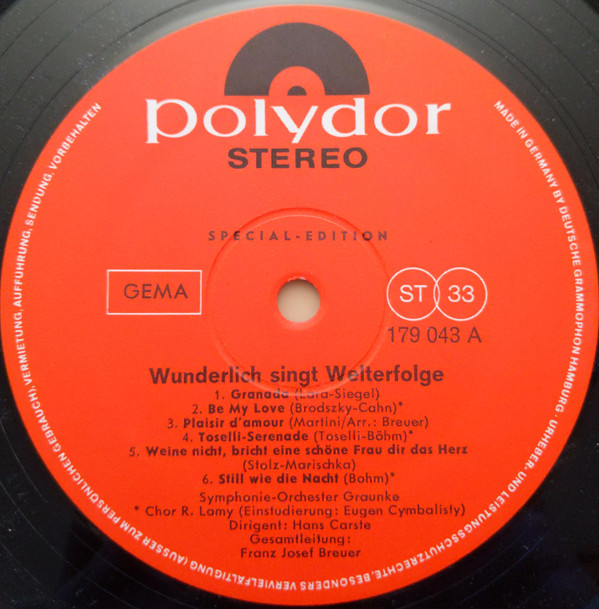 polydor
STEREO
SPECIAL-EDITION
GEMA
ST 33
179 043 A
Wunderlich singt Welterfolge
1. Granada (Lara-Siegel)
2. Be My Love (Brodszky-Cahn)*
3. Plaisir d'amour (Martini/Arr.: Breuer)
4. Toselli-Serenade (Toselli-Böhm)*
5. Weine nicht, bricht eine schöne Frau dir das Herz
(Stolz-Marischka)
6. Still wie die Nacht (Bohm)*
Symphonie-Orchester Graunke
* Chor R. Lamy (Einstudierung: Eugen Cymbalisty)
Dirigent: Hans Carste
Gesamtleitung:
Franz Josef Breuer
MADE IN GERMANY BY DEUTSCHE GRAMMOPHON HAMBURG · URHEBER- UND LEISTUNGSSCHUTZRECHTE, BESONDERS VERVIELFÄLTIGUNG (AUSSER ZUM PERSÖNLICHEN GEBRAUCH), VERMIETUNG, AUFFÜHRUNG, SENDUNG, VORBEHALTEN